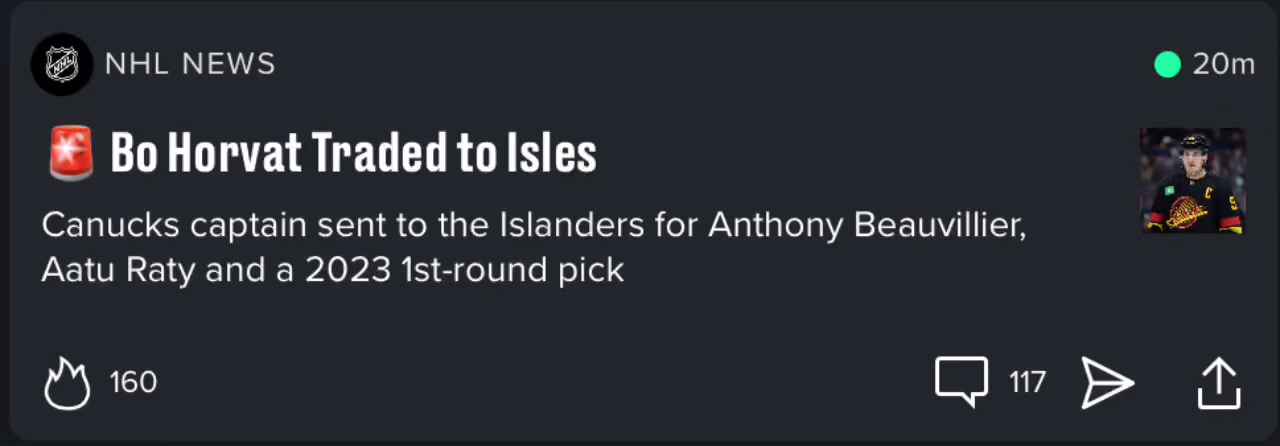 NHL NEWS
20m
🚨 Bo Horvat Traded to Isles
Canucks captain sent to the Islanders for Anthony Beauvillier,
Aatu Raty and a 2023 1st-round pick
160
117